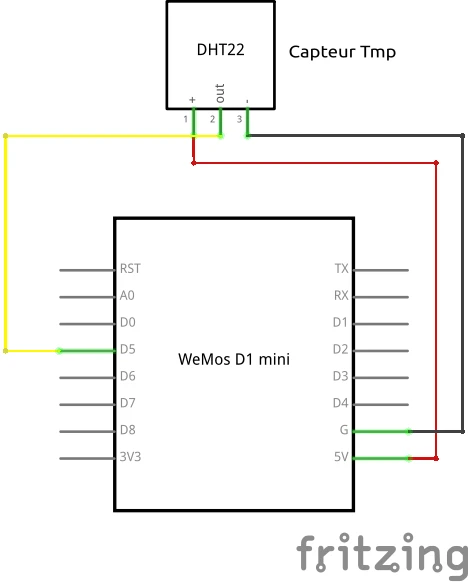 DHT22
Capteur Tmp
+ out -
1 2 3
RST TX
A0 RX
D0 D1
D5 D2
WeMos D1 mini
D6 D3
D7 D4
D8 G
3V3 5V
fritzing